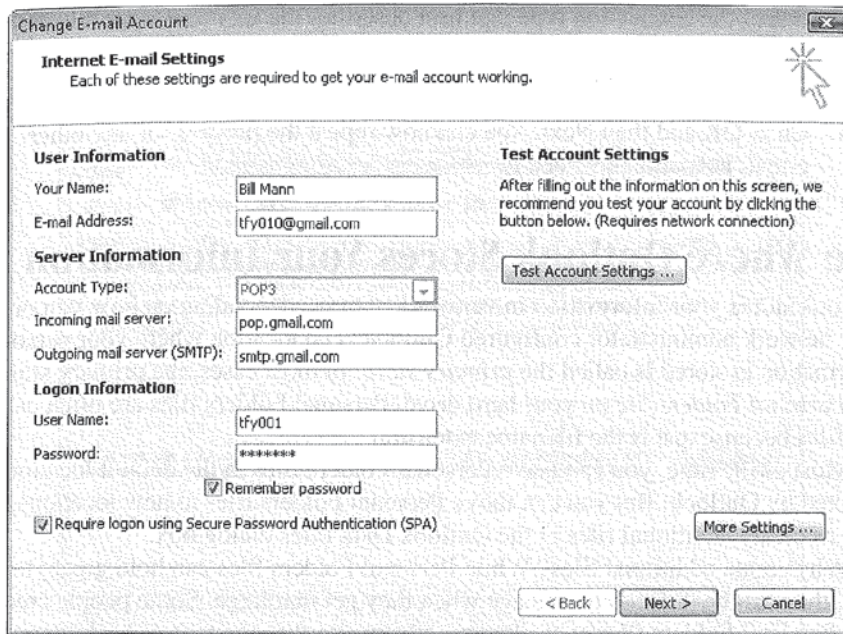 Change E-mail Account
Internet E-mail Settings
Each of these settings are required to get your e-mail account working.
User Information
Your Name: Bill Mann
E-mail Address: tfy010@gmail.com
Server Information
Account Type: POP3
Incoming mail server: pop.gmail.com
Outgoing mail server (SMTP): smtp.gmail.com
Logon Information
User Name: tfy001
Password: *******
Remember password
Require logon using Secure Password Authentication (SPA)
Test Account Settings
After filling out the information on this screen, we
recommend you test your account by clicking the
button below. (Requires network connection)
Test Account Settings ...
More Settings ...
< Back
Next >
Cancel